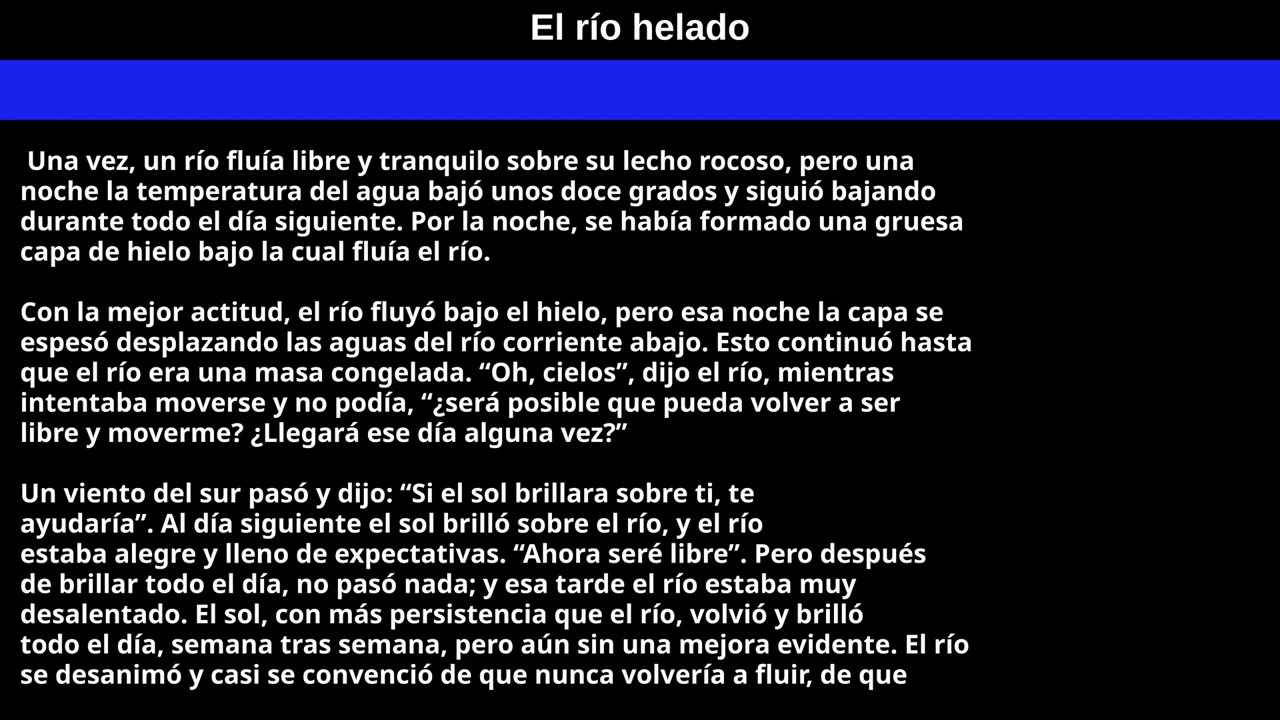 El río helado
Una vez, un río fluía libre y tranquilo sobre su lecho rocoso, pero una
noche la temperatura del agua bajó unos doce grados y siguió bajando
durante todo el día siguiente. Por la noche, se había formado una gruesa
capa de hielo bajo la cual fluía el río.
Con la mejor actitud, el río fluyó bajo el hielo, pero esa noche la capa se
espesó desplazando las aguas del río corriente abajo. Esto continuó hasta
que el río era una masa congelada. “Oh, cielos”, dijo el río, mientras
intentaba moverse y no podía, “¿será posible que pueda volver a ser
libre y moverme? ¿Llegará ese día alguna vez?”
Un viento del sur pasó y dijo: “Si el sol brillara sobre ti, te
ayudaría”. Al día siguiente el sol brilló sobre el río, y el río
estaba alegre y lleno de expectativas. “Ahora seré libre”. Pero después
de brillar todo el día, no pasó nada; y esa tarde el río estaba muy
desalentado. El sol, con más persistencia que el río, volvió y brilló
todo el día, semana tras semana, pero aún sin una mejora evidente. El río
se desanimó y casi se convenció de que nunca volvería a fluir, de que